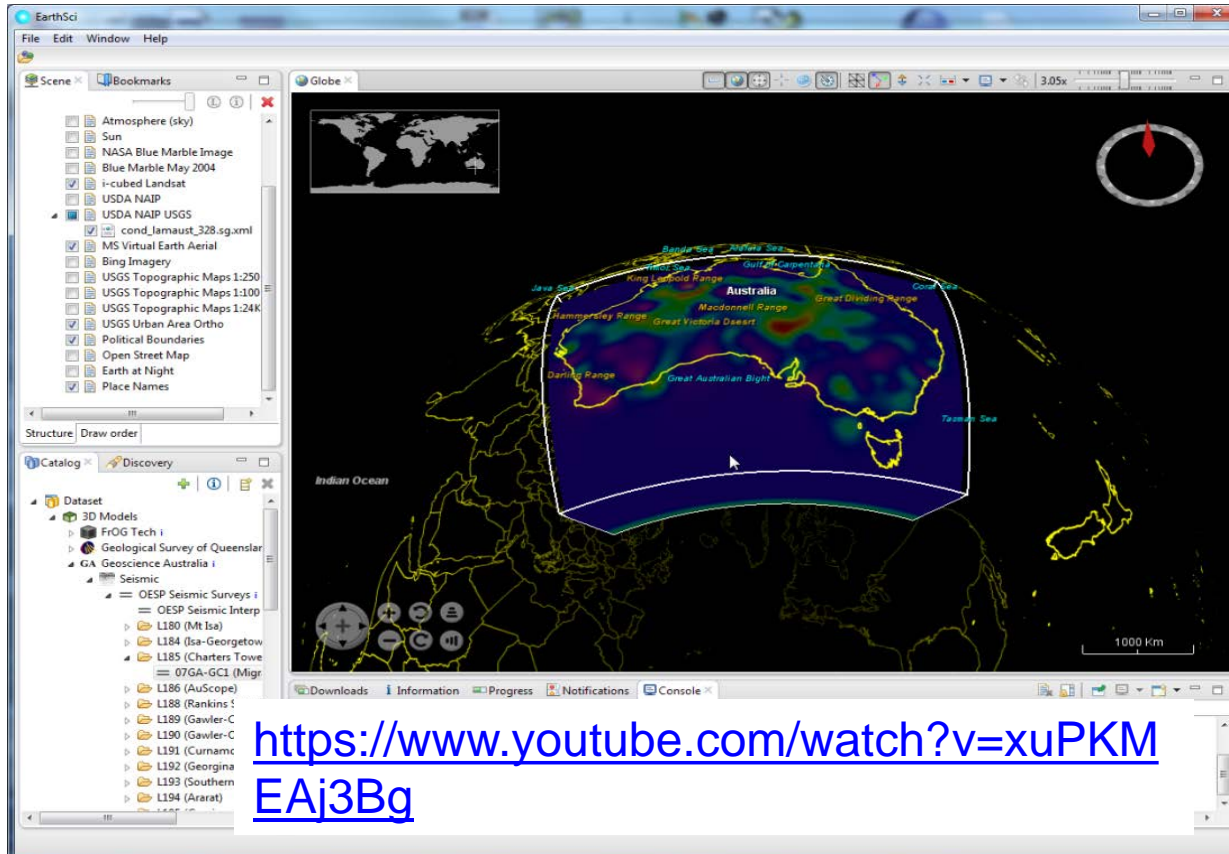 EarthSci
File Edit Window Help
Scene Bookmarks
Atmosphere (sky)
Sun
NASA Blue Marble Image
Blue Marble May 2004
i-cubed Landsat
USDA NAIP
USDA NAIP USGS
cond_lamaust_328.sg.xml
MS Virtual Earth Aerial
Bing Imagery
USGS Topographic Maps 1:250
USGS Topographic Maps 1:100
USGS Topographic Maps 1:24K
USGS Urban Area Ortho
Political Boundaries
Open Street Map
Earth at Night
Place Names
Structure Draw order
Catalog Discovery
Dataset
3D Models
FrOG Tech i
Geological Survey of Queenslan
GA Geoscience Australia i
Seismic
OESP Seismic Surveys i
OESP Seismic Interp
L180 (Mt Isa)
L184 (Isa-Georgetow
L185 (Charters Towe
07GA-GC1 (Migr
L186 (AuScope)
L188 (Rankins S
L189 (Gawler-C
L190 (Gawler-C
L191 (Curnamo
L192 (Georgina
L193 (Southern
L194 (Ararat)
Globe
3.05x
Banda Sea Arafura Sea
Timor Sea Gulf of Carpentaria
King Leopold Range
Java Sea Australia Coral Sea
Macdonnell Range Great Dividing Range
Hammersley Range Great Victoria Dsesrt
Darling Range Great Australian Bight
Tasman Sea
Indian Ocean
1000 Km
Downloads i Information Progress Notifications Console
https://www.youtube.com/watch?v=xuPKM
EAj3Bg